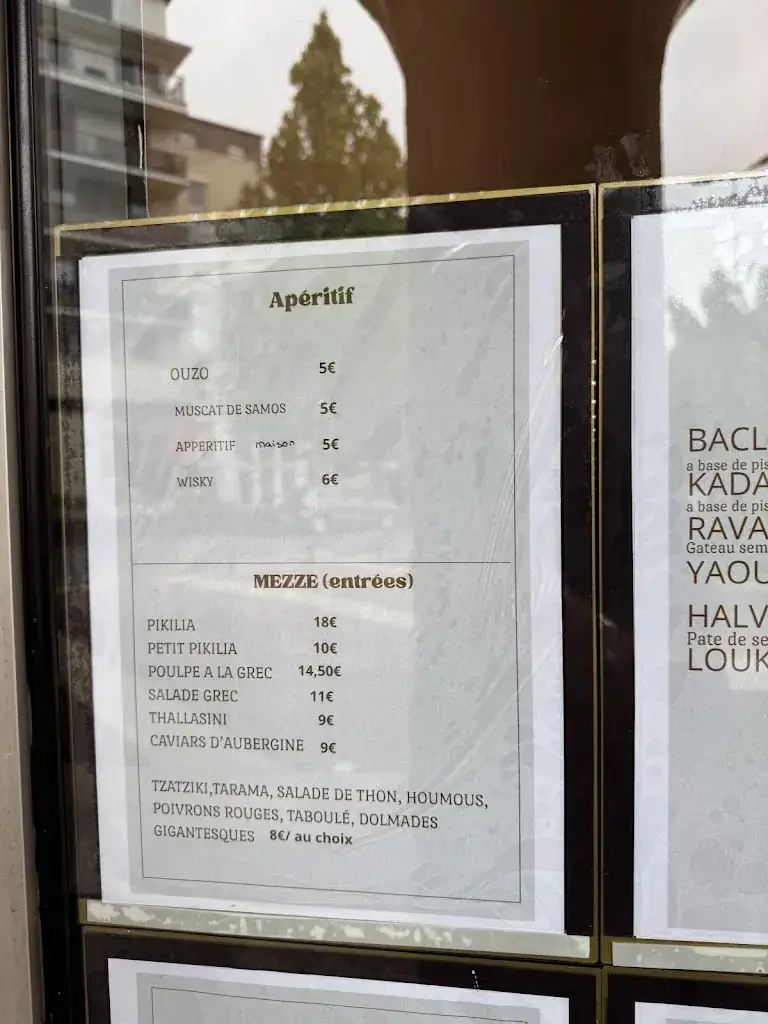 Apéritif
OUZO 5€
MUSCAT DE SAMOS 5€
APPERITIF maison 5€
WISKY 6€
MEZZE (entrées)
PIKILIA 18€
PETIT PIKILIA 10€
POULPE A LA GREC 14,50€
SALADE GREC 11€
THALLASINI 9€
CAVIARS D'AUBERGINE 9€
TZATZIKI,TARAMA, SALADE DE THON, HOUMOUS,
POIVRONS ROUGES, TABOULÉ, DOLMADES
GIGANTESQUES 8€/ au choix
BACL
a base de pis
KADA
a base de pis
RAVA
Gateau sem
YAOU
HALV
Pate de se
LOUK